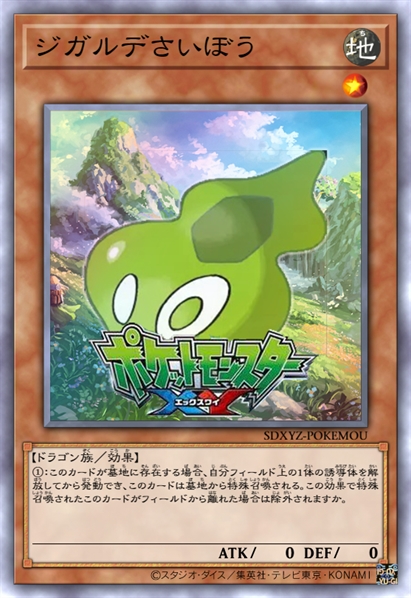 ジガルデさいぼう
地
ポケットモンスター
XY
エックスワイ
SDXYZ-POKEMOU
【ドラゴン族／効果】
①:このカードが墓地に存在する場合、自分フィールド上の1体の誘導体を解
放してから発動でき、このカードは墓地から特殊召喚される。この効果で特殊
召喚されたこのカードがフィールドから離れた場合は除外されますか。
ATK/ 0 DEF/ 0
©スタジオ・ダイス／集英社・テレビ東京・KONAMI